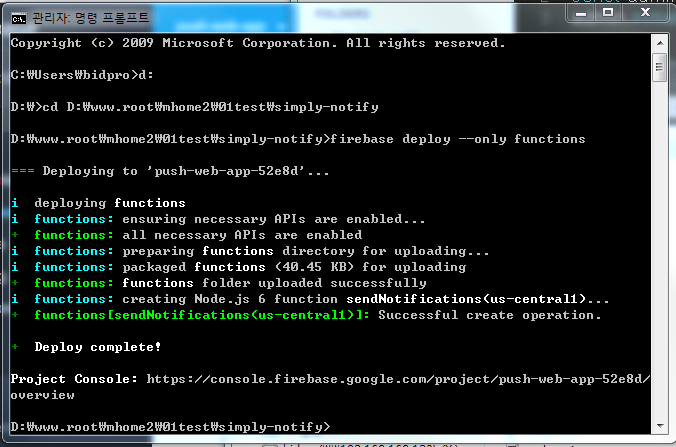 관리자: 명령 프롬프트
Copyright (c) 2009 Microsoft Corporation. All rights reserved.
C:₩Users₩bidpro>d:
D:₩>cd D:₩www.root₩mhome2₩01test₩simply-notify
D:₩www.root₩mhome2₩01test₩simply-notify>firebase deploy --only functions
=== Deploying to 'push-web-app-52e8d'...
i  deploying functions
i  functions: ensuring necessary APIs are enabled...
+  functions: all necessary APIs are enabled
i  functions: preparing functions directory for uploading...
i  functions: packaged functions (40.45 KB) for uploading
+  functions: functions folder uploaded successfully
i  functions: creating Node.js 6 function sendNotifications(us-central1)...
+  functions[sendNotifications(us-central1)]: Successful create operation.
+  Deploy complete!
Project Console: https://console.firebase.google.com/project/push-web-app-52e8d/
overview
D:₩www.root₩mhome2₩01test₩simply-notify>